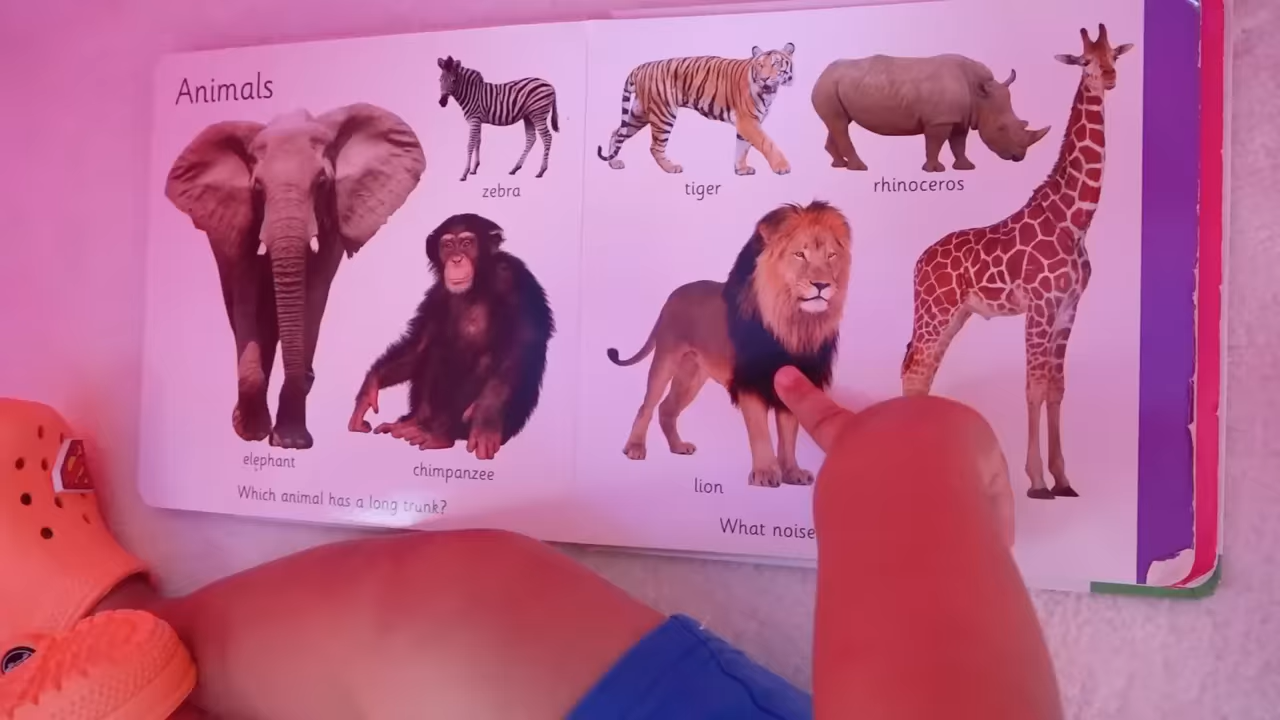 Animals
zebra
tiger
rhinoceros
elephant
chimpanzee
lion
Which animal has a long trunk?
What noise